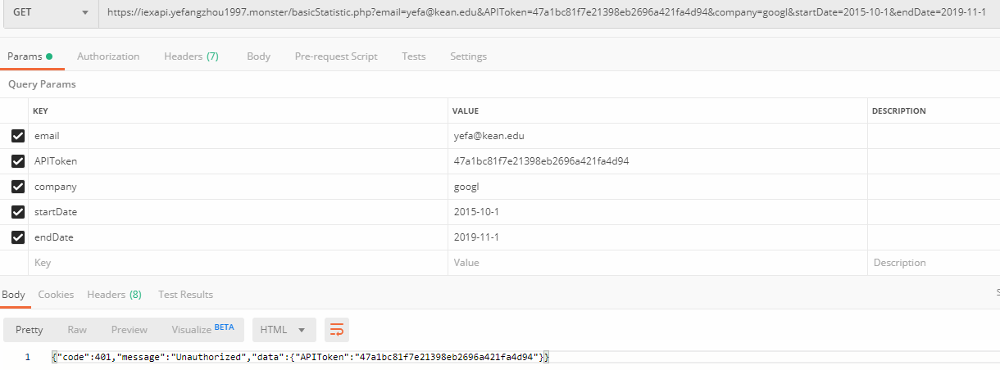 GET https://iexapi.yefangzhou1997.monster/basicStatistic.php?email=yefa@kean.edu&APIToken=47a1bc81f7e21398eb2696a421fa4d94&company=googl&startDate=2015-10-1&endDate=2019-11-1
Params Authorization Headers (7) Body Pre-request Script Tests Settings
Query Params
KEY VALUE DESCRIPTION
email yefa@kean.edu
APIToken 47a1bc81f7e21398eb2696a421fa4d94
company googl
startDate 2015-10-1
endDate 2019-11-1
Key Value Description
Body Cookies Headers (8) Test Results
Pretty Raw Preview Visualize BETA HTML
1 {"code":401,"message":"Unauthorized","data":{"APIToken":"47a1bc81f7e21398eb2696a421fa4d94"}}